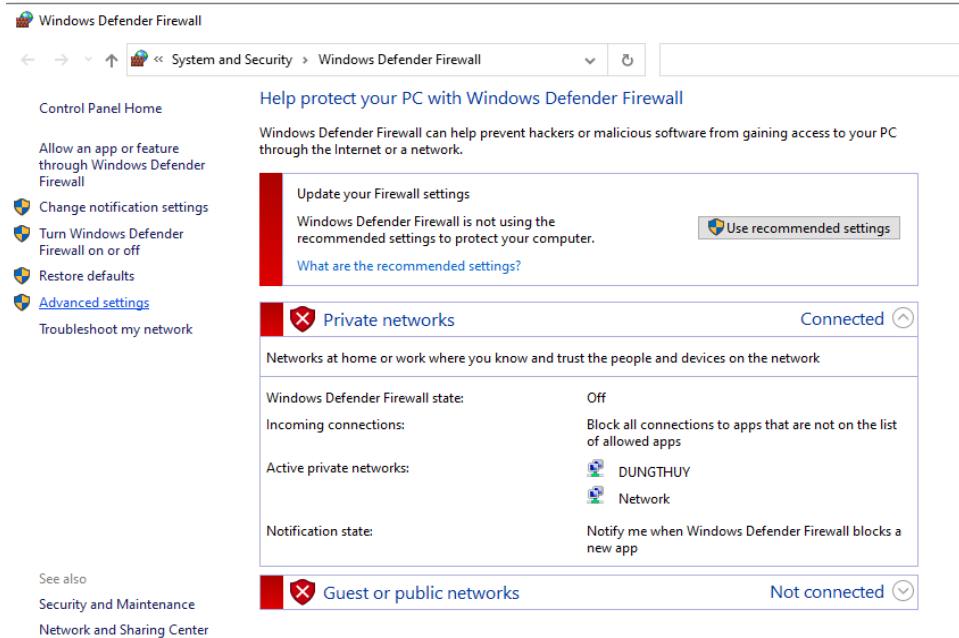 Windows Defender Firewall
« System and Security › Windows Defender Firewall
Control Panel Home
Allow an app or feature
through Windows Defender
Firewall
Change notification settings
Turn Windows Defender
Firewall on or off
Restore defaults
Advanced settings
Troubleshoot my network
See also
Security and Maintenance
Network and Sharing Center
Help protect your PC with Windows Defender Firewall
Windows Defender Firewall can help prevent hackers or malicious software from gaining access to your PC
through the Internet or a network.
Update your Firewall settings
Windows Defender Firewall is not using the
recommended settings to protect your computer.
Use recommended settings
What are the recommended settings?
Private networks Connected
Networks at home or work where you know and trust the people and devices on the network
Windows Defender Firewall state: Off
Incoming connections: Block all connections to apps that are not on the list
of allowed apps
Active private networks: DUNGTHUY
Network
Notification state: Notify me when Windows Defender Firewall blocks a
new app
Guest or public networks Not connected